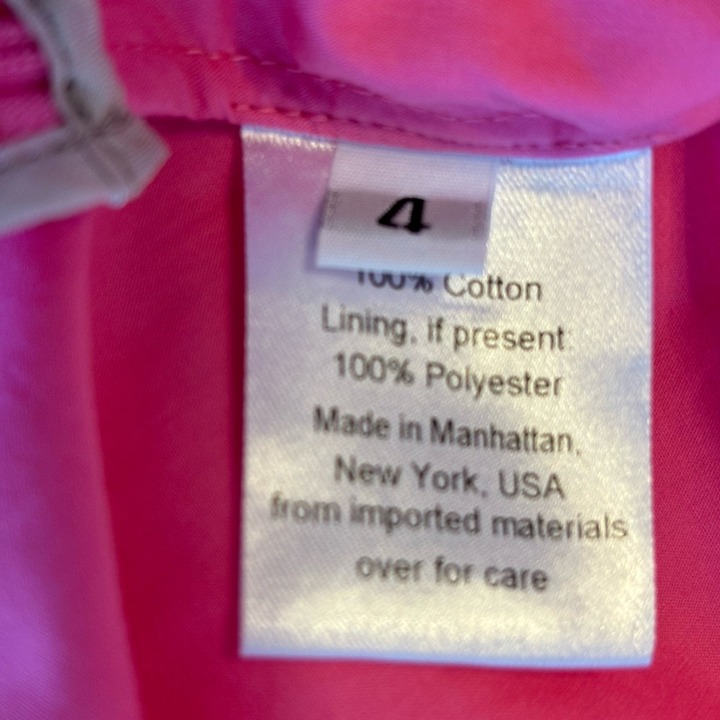 4
100% Cotton
Lining, if present
100% Polyester
Made in Manhattan,
New York, USA
from imported materials
over for care